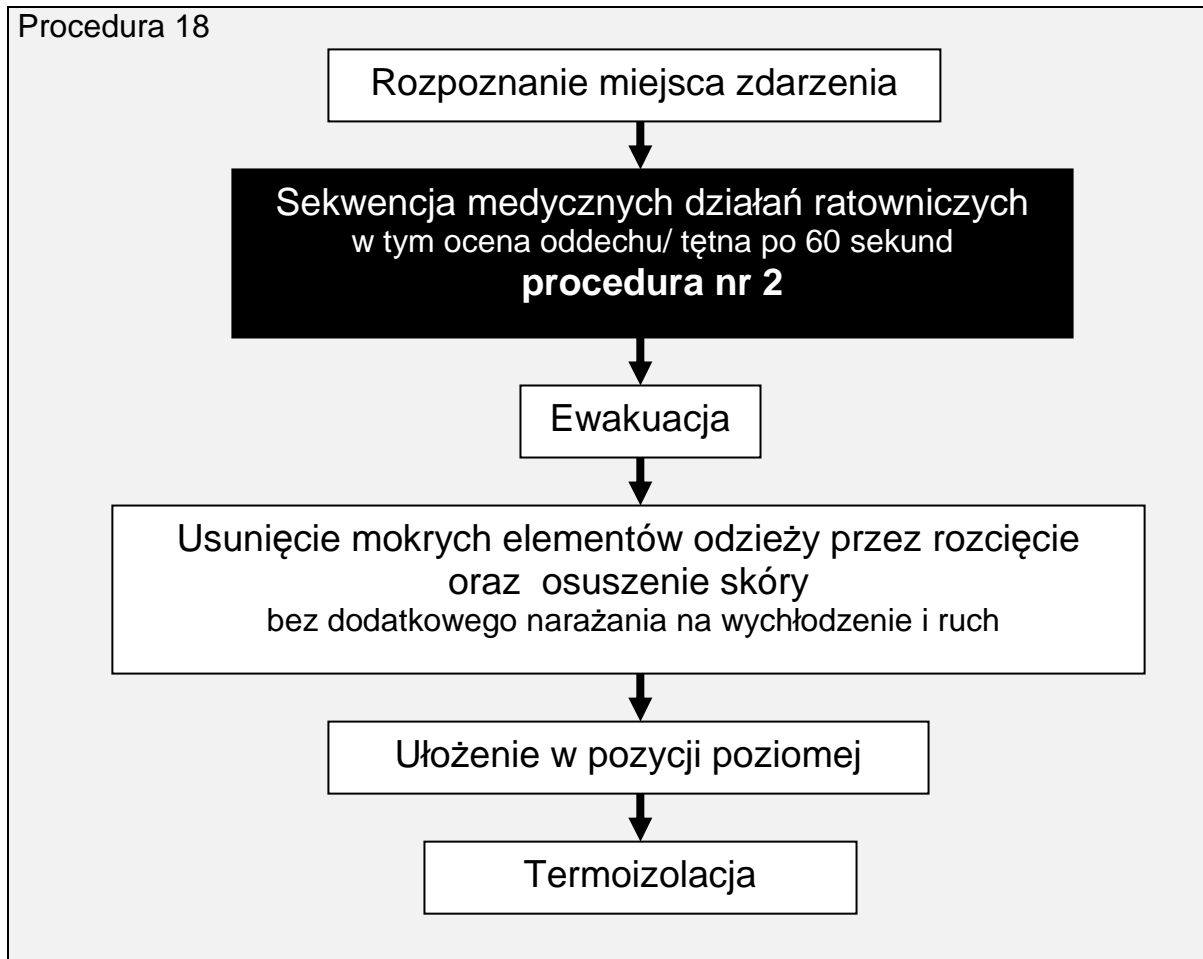 Procedura 18
Rozpoznanie miejsca zdarzenia
Sekwencja medycznych działań ratowniczych
w tym ocena oddechu/ tętna po 60 sekund
procedura nr 2
Ewakuacja
Usunięcie mokrych elementów odzieży przez rozcięcie
oraz osuszenie skóry
bez dodatkowego narażania na wychłodzenie i ruch
Ułożenie w pozycji poziomej
Termoizolacja